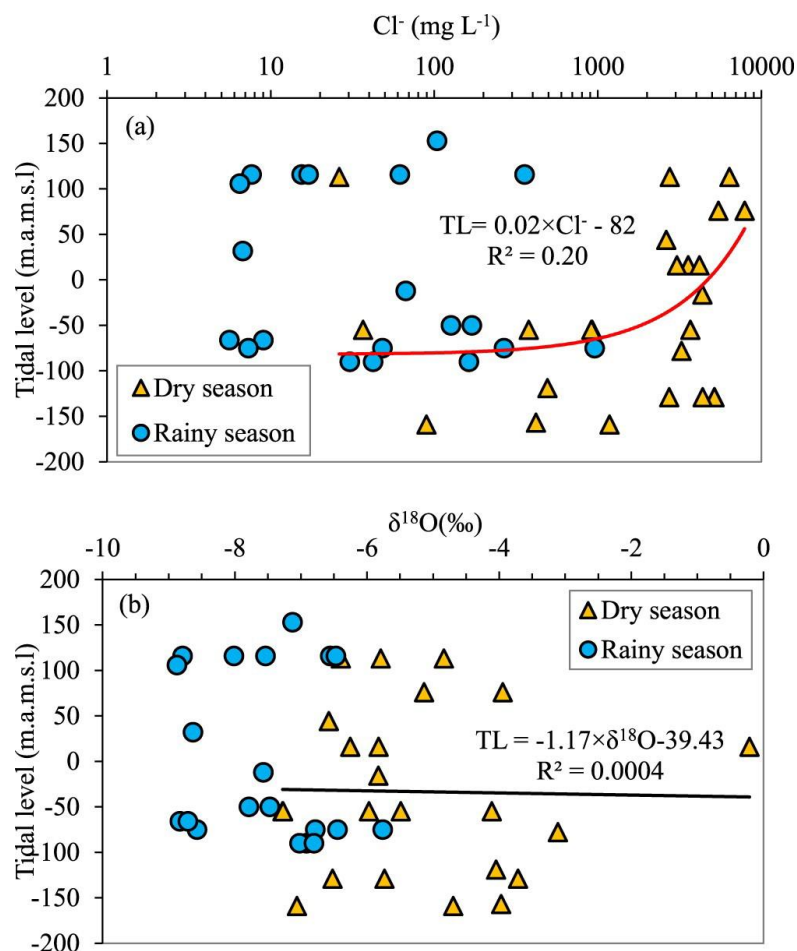 Cl- (mg L-1)
1 10 100 1000 10000
200
150
100
50
0
-50
-100
-150
-200
Tidal level (m.a.m.s.l)
(a)
TL= 0.02×Cl- - 82
R² = 0.20
Dry season
Rainy season
δ18O(‰)
-10 -8 -6 -4 -2 0
200
150
100
50
0
-50
-100
-150
-200
Tidal level (m.a.m.s.l)
(b)
Dry season
Rainy season
TL = -1.17×δ18O-39.43
R² = 0.0004